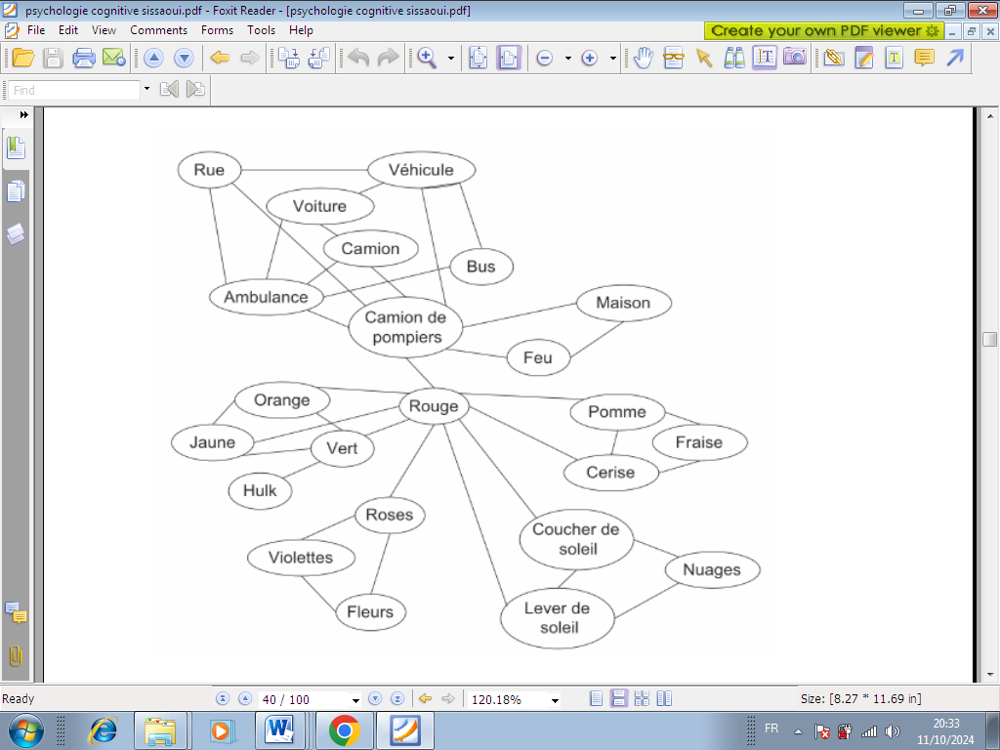 psychologie cognitive sissaoui.pdf - Foxit Reader - [psychologie cognitive sissaoui.pdf]
File Edit View Comments Forms Tools Help
Create your own PDF viewer
Find
Rue
Véhicule
Voiture
Camion
Bus
Ambulance
Camion de
pompiers
Maison
Feu
Orange
Rouge
Pomme
Jaune
Vert
Fraise
Cerise
Hulk
Roses
Coucher de
soleil
Violettes
Nuages
Fleurs
Lever de
soleil
Ready
40 / 100
120.18%
Size: [8.27 * 11.69 in]
FR
20:33
11/10/2024